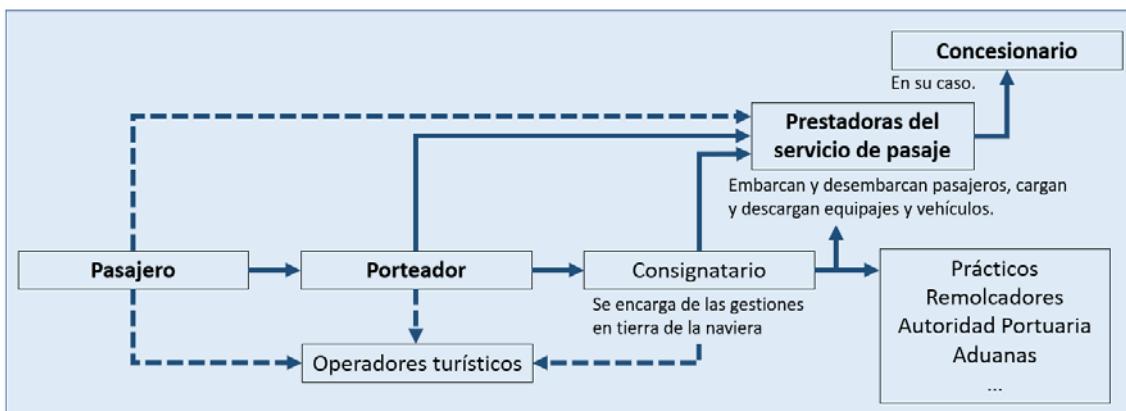 Concesionario
En su caso.
Prestadoras del
servicio de pasaje
Embarcan y desembarcan pasajeros, cargan
y descargan equipajes y vehículos.
Pasajero
Porteador
Consignatario
Se encarga de las gestiones
en tierra de la naviera
Prácticos
Remolcadores
Autoridad Portuaria
Aduanas
...
Operadores turísticos